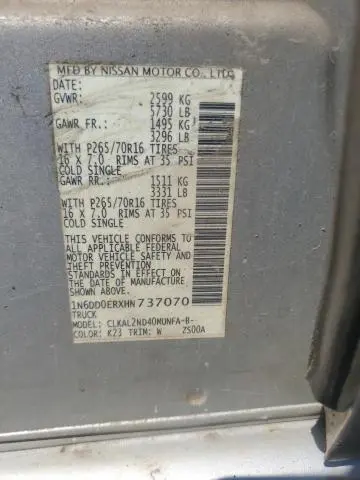 MFD BY NISSAN MOTOR CO., LTD.
DATE:
GVWR: 2599 KG
5730 LB
GAWR FR.: 1495 KG
3296 LB
WITH P265/70R16 TIRES
16 X 7.0 RIMS AT 35 PSI
COLD SINGLE
GAWR RR.: 1511 KG
3331 LB
WITH P265/70R16 TIRES
16 X 7.0 RIMS AT 35 PSI
COLD SINGLE
THIS VEHICLE CONFORMS TO
ALL APPLICABLE FEDERAL
MOTOR VEHICLE SAFETY
AND THEFT PREVENTION
STANDARDS IN EFFECT ON
THE DATE OF MANUFACTURE
SHOWN ABOVE.
1N6DD0ERXHN737070
TRUCK
MODEL: CLKAL2ND40MUNFA-B-
COLOR: K23 TRIM: W ZS00A